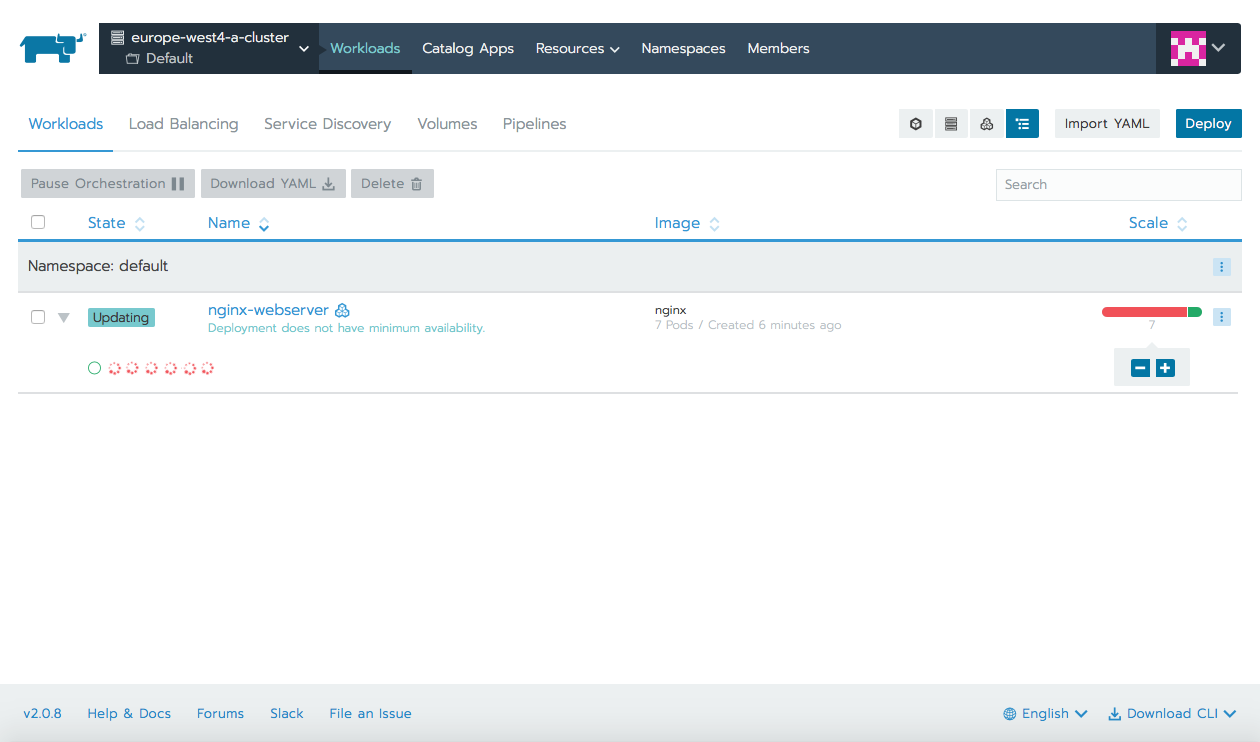 europe-west4-a-cluster
Default
Workloads Catalog Apps Resources Namespaces Members
Workloads Load Balancing Service Discovery Volumes Pipelines
Import YAML Deploy
Pause Orchestration Download YAML Delete
Search
State Name Image Scale
Namespace: default
Updating nginx-webserver nginx
Deployment does not have minimum availability. 7 Pods / Created 6 minutes ago 7
v2.0.8 Help & Docs Forums Slack File an Issue English Download CLI